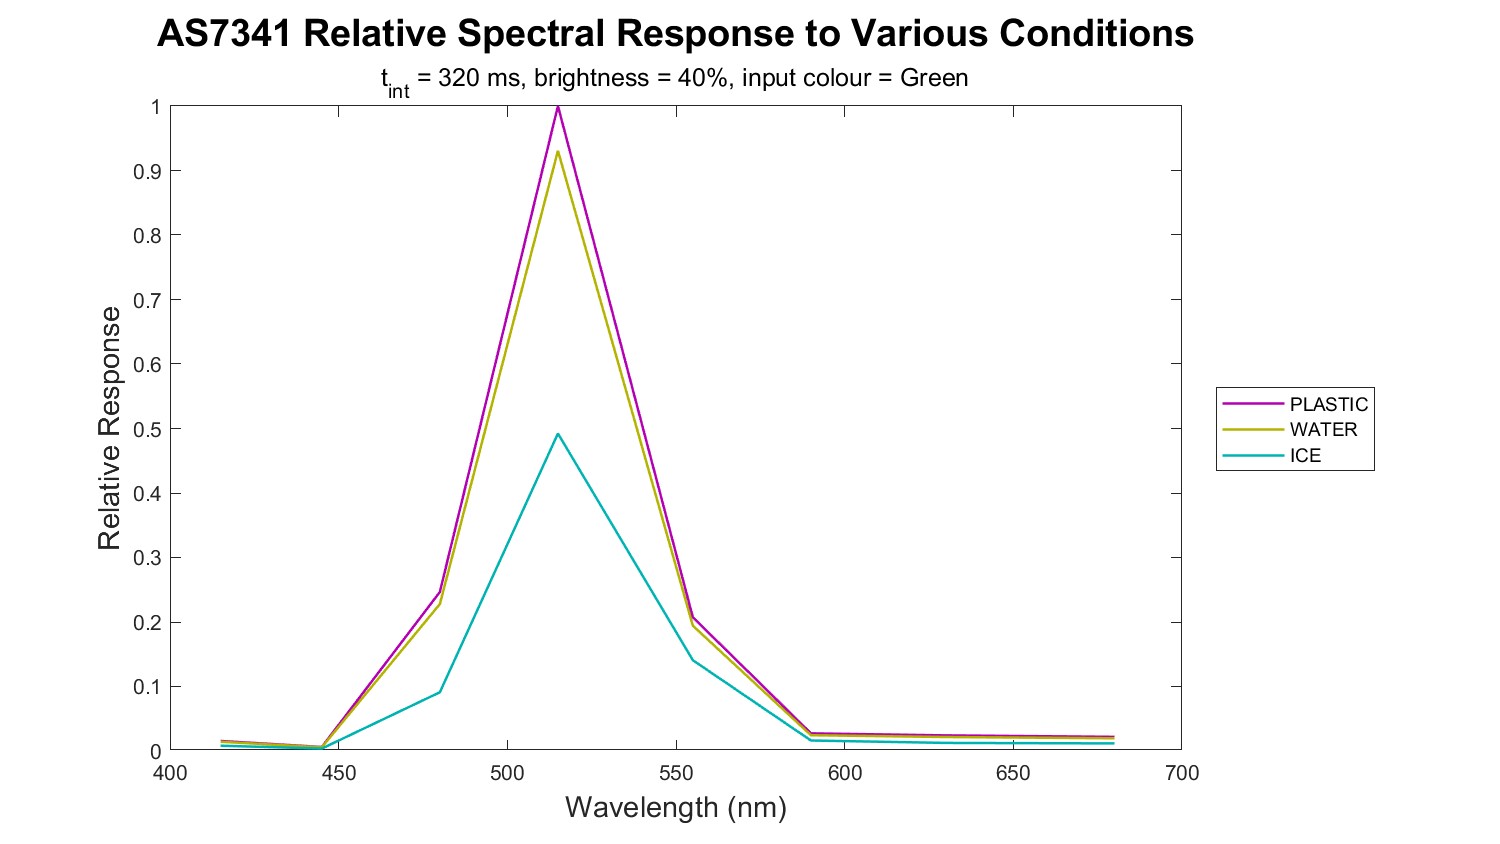 AS7341 Relative Spectral Response to Various Conditions
t_int = 320 ms, brightness = 40%, input colour = Green
1
0.9
0.8
0.7
0.6
0.5
0.4
0.3
0.2
0.1
0
Relative Response
400 450 500 550 600 650 700
Wavelength (nm)
PLASTIC
WATER
ICE